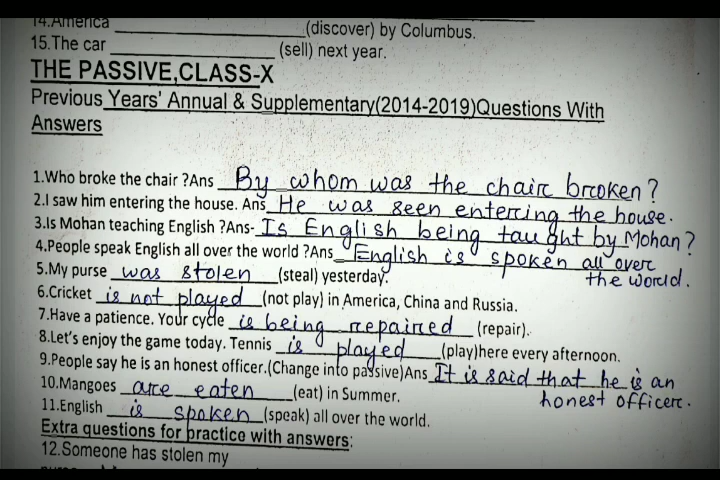 14.America ____________ (discover) by Columbus.
15.The car ____________ (sell) next year.
THE PASSIVE,CLASS-X
Previous Years' Annual & Supplementary(2014-2019)Questions With
Answers
1.Who broke the chair ?Ans By whom was the chair broken ?
2.I saw him entering the house. Ans He was seen entering the house.
3.Is Mohan teaching English ?Ans- Is English being taught by Mohan ?
4.People speak English all over the world ?Ans English is spoken all over
the world.
5.My purse was stolen (steal) yesterday.
6.Cricket is not played (not play) in America, China and Russia.
7.Have a patience. Your cycle is being repaired (repair).
8.Let's enjoy the game today. Tennis is played (play)here every afternoon.
9.People say he is an honest officer.(Change into passive)Ans It is said that he is an
honest officer.
10.Mangoes are eaten (eat) in Summer.
11.English is spoken (speak) all over the world.
Extra questions for practice with answers:
12.Someone has stolen my